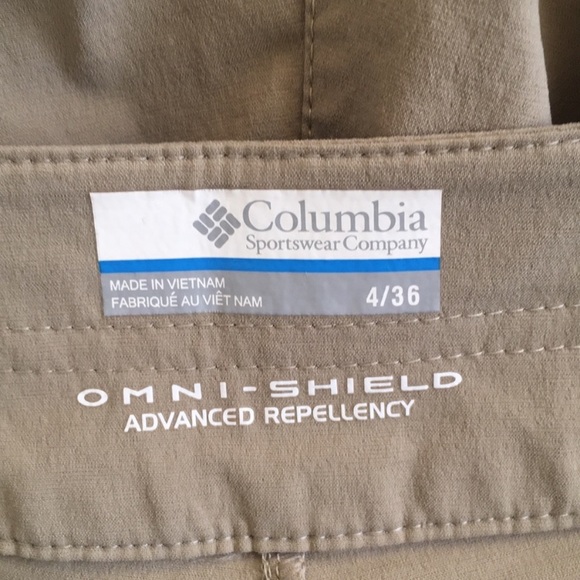 Columbia
Sportswear Company
MADE IN VIETNAM
FABRIQUÉ AU VIÊT NAM
4/36
OMNI-SHIELD
ADVANCED REPELLENCY